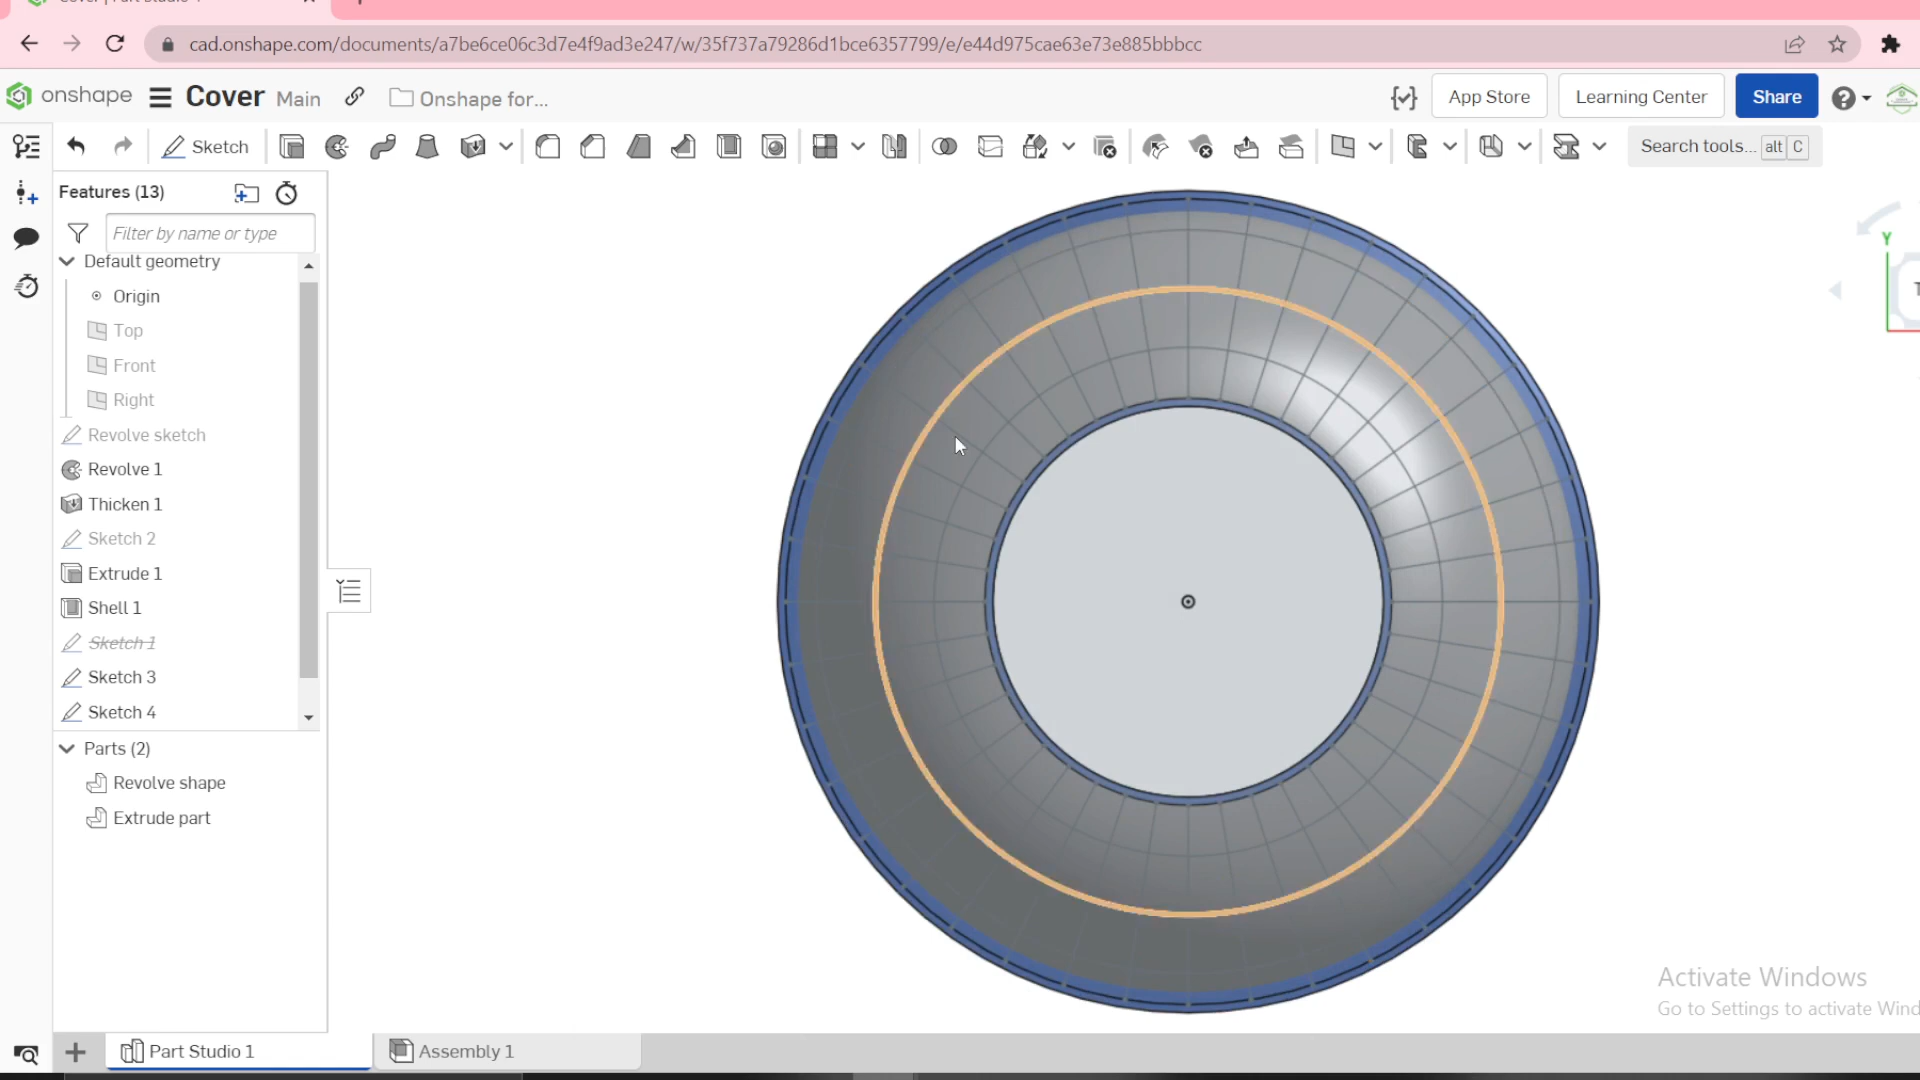 cad.onshape.com/documents/a7be6ce06c3d7e4f9ad3e247/w/35f737a79286d1bce6357799/e/e44d975cae63e73e885bbbcc
onshape Cover Main Onshape for... App Store Learning Center Share
Sketch Search tools... alt C
Features (13)
Filter by name or type
Default geometry
Origin
Top
Front
Right
Revolve sketch
Revolve 1
Thicken 1
Sketch 2
Extrude 1
Shell 1
Sketch 1
Sketch 3
Sketch 4
Parts (2)
Revolve shape
Extrude part
Y
Activate Windows
Go to Settings to activate Wind
Part Studio 1 Assembly 1